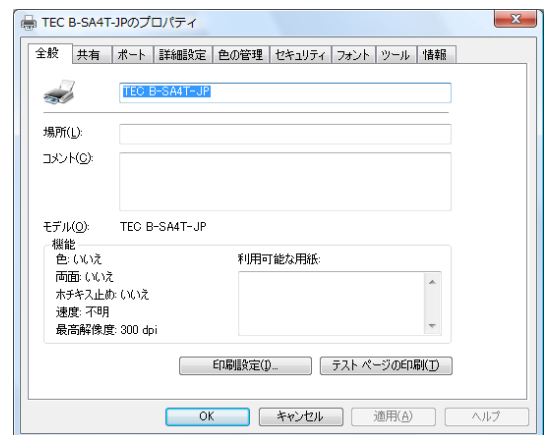 TEC B-SA4T-JPのプロパティ
全般 共有 ポート 詳細設定 色の管理 セキュリティ フォント ツール 情報
TEC B-SA4T-JP
場所(L):
コメント(C):
モデル(O): TEC B-SA4T-JP
機能
色: いいえ 利用可能な用紙:
両面: いいえ
ホチキス止め: いいえ
速度: 不明
最高解像度: 300 dpi
印刷設定(I)... テスト ページの印刷(T)
OK キャンセル 適用(A) ヘルプ